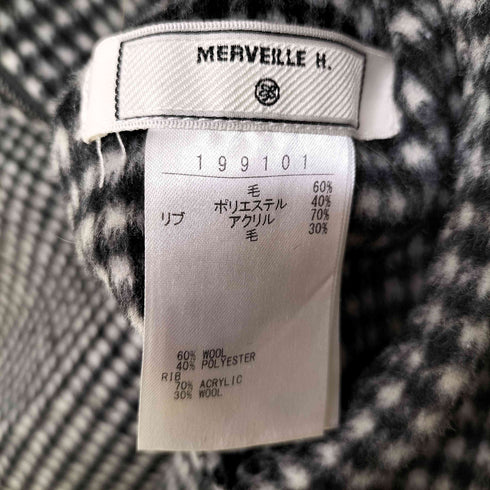 MERVEILLE H.
199101
毛 60%
ポリエステル 40%
リブ アクリル 70%
毛 30%
60% WOOL
40% POLYESTER
RIB
70% ACRYLIC
30% WOOL